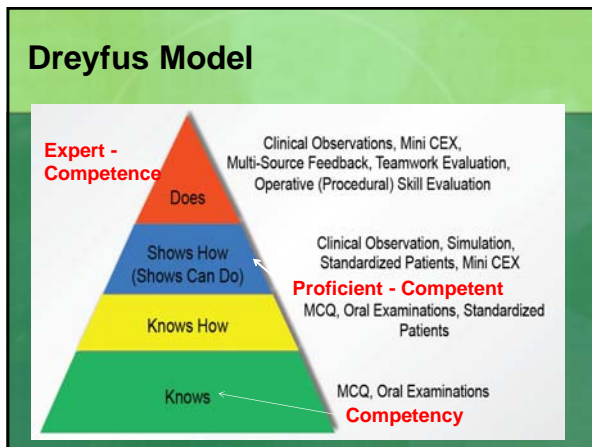 Dreyfus Model
Expert -
Competence
Does
Clinical Observations, Mini CEX,
Multi-Source Feedback, Teamwork Evaluation,
Operative (Procedural) Skill Evaluation
Shows How
(Shows Can Do)
Clinical Observation, Simulation,
Standardized Patients, Mini CEX
Proficient - Competent
Knows How
MCQ, Oral Examinations, Standardized
Patients
Knows
MCQ, Oral Examinations
Competency